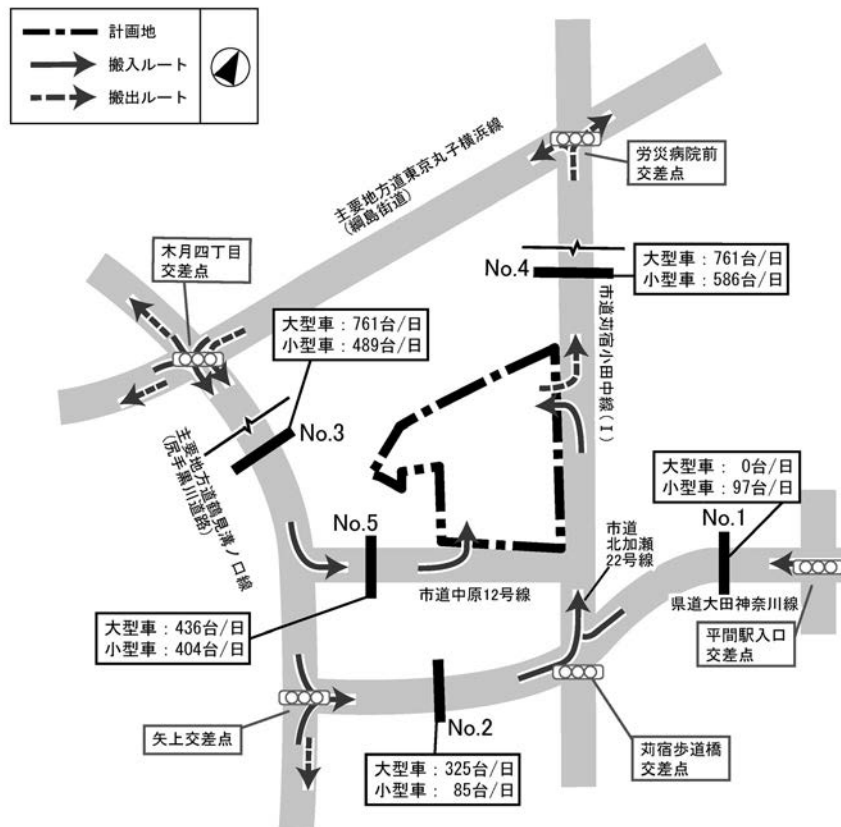 計画地
搬入ルート
搬出ルート
主要地方道東京丸子横浜線
(綱島街道)
労災病院前
交差点
木月四丁目
交差点
No.4
大型車：761台/日
小型車：586台/日
大型車：761台/日
小型車：489台/日
市道苅宿小田中線(Ⅰ)
No.3
主要地方道鶴見溝ノ口線
(尻手黒川道路)
大型車：　0台/日
小型車：97台/日
No.5
No.1
市道
北加瀬
22号線
市道中原12号線
県道大田神奈川線
大型車：436台/日
小型車：404台/日
平間駅入口
交差点
矢上交差点
No.2
苅宿歩道橋
交差点
大型車：325台/日
小型車： 85台/日